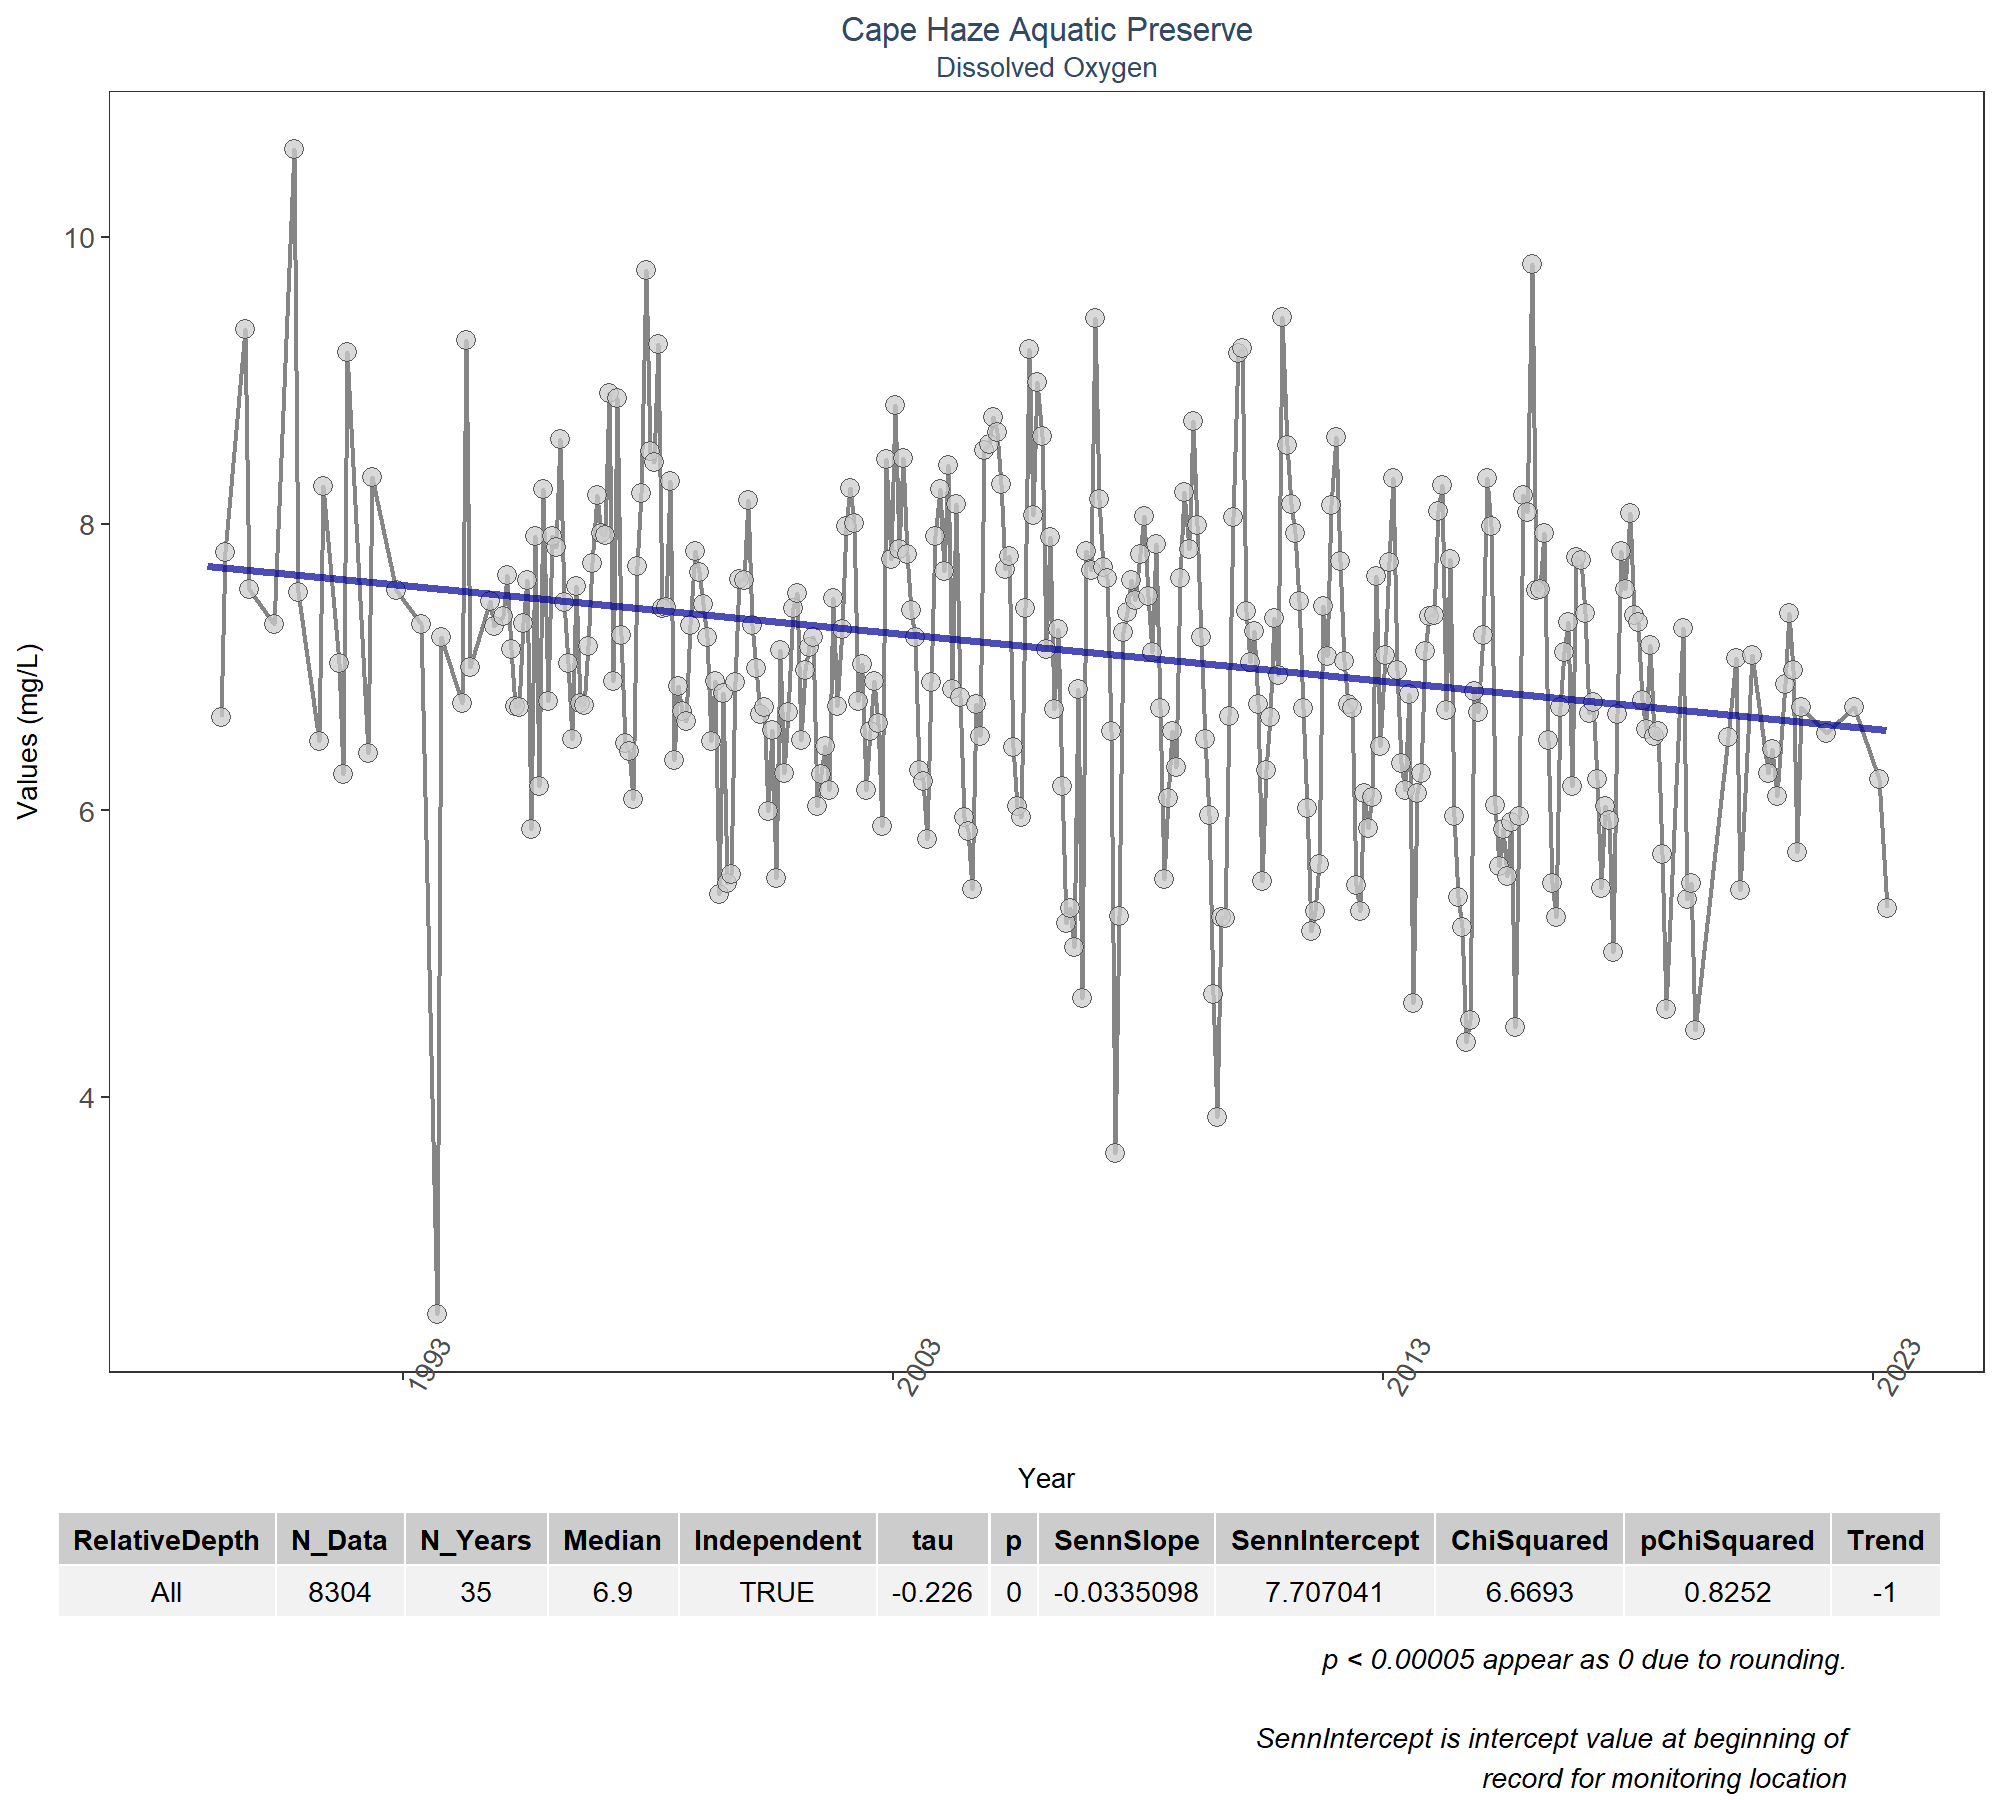 Cape Haze Aquatic Preserve
Dissolved Oxygen
Values (mg/L)
10
8
6
4
1993
2003
2013
2023
Year
RelativeDepth N_Data N_Years Median Independent tau p SennSlope SennIntercept ChiSquared pChiSquared Trend
All 8304 35 6.9 TRUE -0.226 0 -0.0335098 7.707041 6.6693 0.8252 -1
p < 0.00005 appear as 0 due to rounding.
SennIntercept is intercept value at beginning of
record for monitoring location